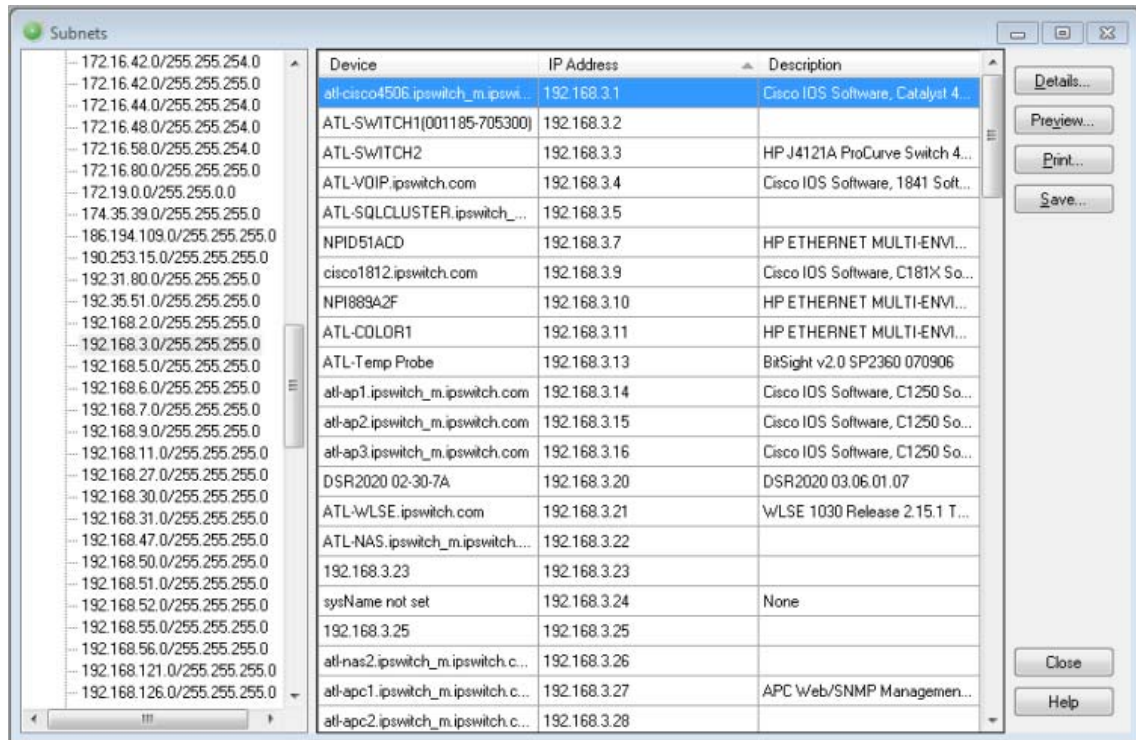 Subnets
172.16.42.0/255.255.254.0
172.16.42.0/255.255.255.0
172.16.44.0/255.255.254.0
172.16.48.0/255.255.254.0
172.16.58.0/255.255.254.0
172.16.80.0/255.255.255.0
172.19.0.0/255.255.0.0
174.35.39.0/255.255.255.0
186.194.109.0/255.255.255.0
190.253.15.0/255.255.255.0
192.31.80.0/255.255.255.0
192.35.51.0/255.255.255.0
192.168.2.0/255.255.255.0
192.168.3.0/255.255.255.0
192.168.5.0/255.255.255.0
192.168.6.0/255.255.255.0
192.168.7.0/255.255.255.0
192.168.9.0/255.255.255.0
192.168.11.0/255.255.255.0
192.168.27.0/255.255.255.0
192.168.30.0/255.255.255.0
192.168.31.0/255.255.255.0
192.168.47.0/255.255.255.0
192.168.50.0/255.255.255.0
192.168.51.0/255.255.255.0
192.168.52.0/255.255.255.0
192.168.55.0/255.255.255.0
192.168.56.0/255.255.255.0
192.168.121.0/255.255.255.0
192.168.126.0/255.255.255.0
Device IP Address Description
atl-cisco4506.ipswitch_m.ipswi... 192.168.3.1 Cisco IOS Software, Catalyst 4...
ATL-SWITCH1(001185-705300) 192.168.3.2
ATL-SWITCH2 192.168.3.3 HP J4121A ProCurve Switch 4...
ATL-VOIP.ipswitch.com 192.168.3.4 Cisco IOS Software, 1841 Soft...
ATL-SQLCLUSTER.ipswitch_... 192.168.3.5
NPID51ACD 192.168.3.7 HP ETHERNET MULTI-ENVI...
cisco1812.ipswitch.com 192.168.3.9 Cisco IOS Software, C181X So...
NPI889A2F 192.168.3.10 HP ETHERNET MULTI-ENVI...
ATL-COLOR1 192.168.3.11 HP ETHERNET MULTI-ENVI...
ATL-Temp Probe 192.168.3.13 BitSight v2.0 SP2360 070906
atl-ap1.ipswitch_m.ipswitch.com 192.168.3.14 Cisco IOS Software, C1250 So...
atl-ap2.ipswitch_m.ipswitch.com 192.168.3.15 Cisco IOS Software, C1250 So...
atl-ap3.ipswitch_m.ipswitch.com 192.168.3.16 Cisco IOS Software, C1250 So...
DSR2020 02-30-7A 192.168.3.20 DSR2020 03.06.01.07
ATL-WLSE.ipswitch.com 192.168.3.21 WLSE 1030 Release 2.15.1 T...
ATL-NAS.ipswitch_m.ipswitch.... 192.168.3.22
192.168.3.23 192.168.3.23
sysName not set 192.168.3.24 None
192.168.3.25 192.168.3.25
atl-nas2.ipswitch_m.ipswitch.c... 192.168.3.26
atl-apc1.ipswitch_m.ipswitch.c... 192.168.3.27 APC Web/SNMP Managemen...
atl-apc2.ipswitch_m.ipswitch.c... 192.168.3.28
Details...
Preview...
Print...
Save...
Close
Help